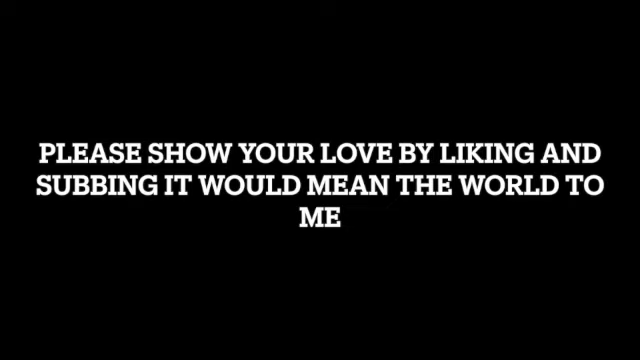 PLEASE SHOW YOUR LOVE BY LIKING AND
SUBBING IT WOULD MEAN THE WORLD TO
ME